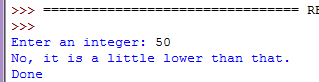 >>> ================================ RE
>>>
Enter an integer: 50
No, it is a little lower than that.
Done